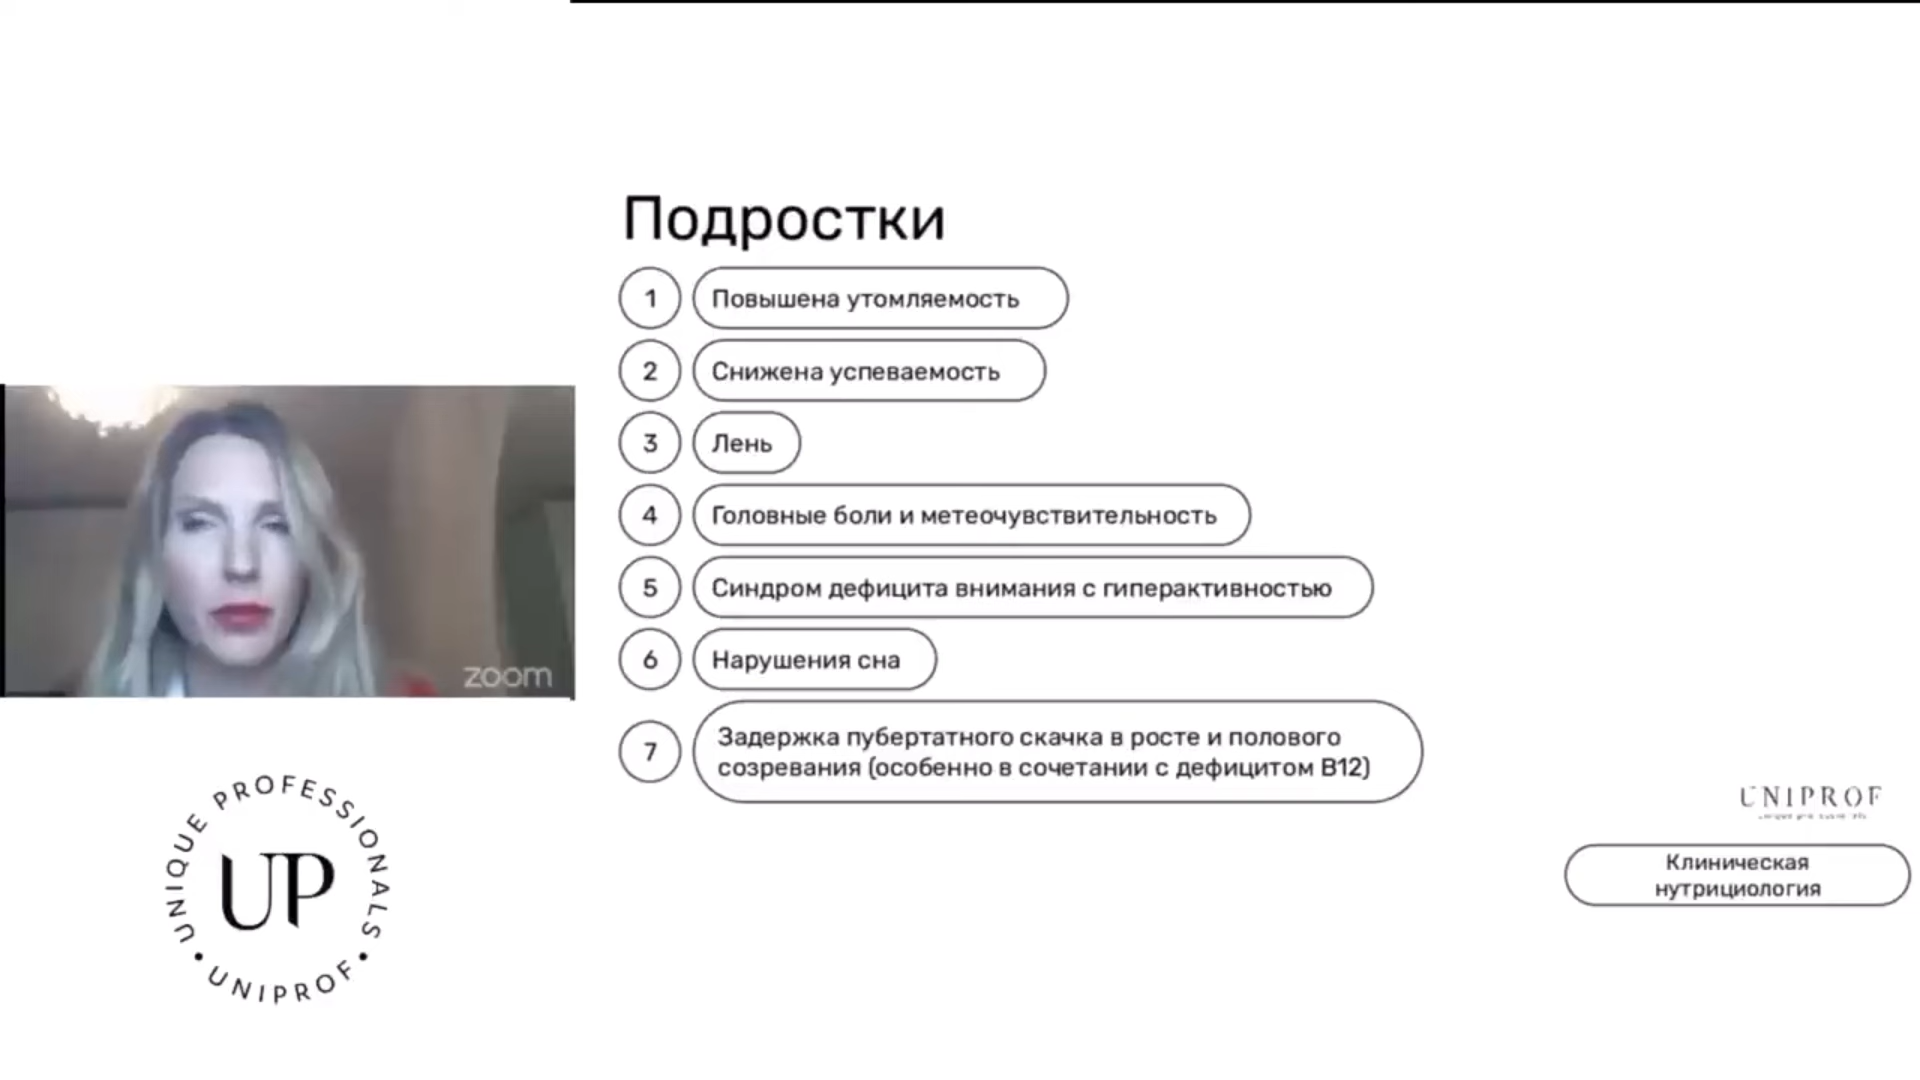 Подростки
1 Повышена утомляемость
2 Снижена успеваемость
3 Лень
4 Головные боли и метеочувствительность
5 Синдром дефицита внимания с гиперактивностью
6 Нарушения сна
7 Задержка пубертатного скачка в росте и полового
созревания (особенно в сочетании с дефицитом B12)
zoom
UNIQUE PROFESSIONALS
UP
UNIPROF
UNIPROF
Клиническая
нутрициология